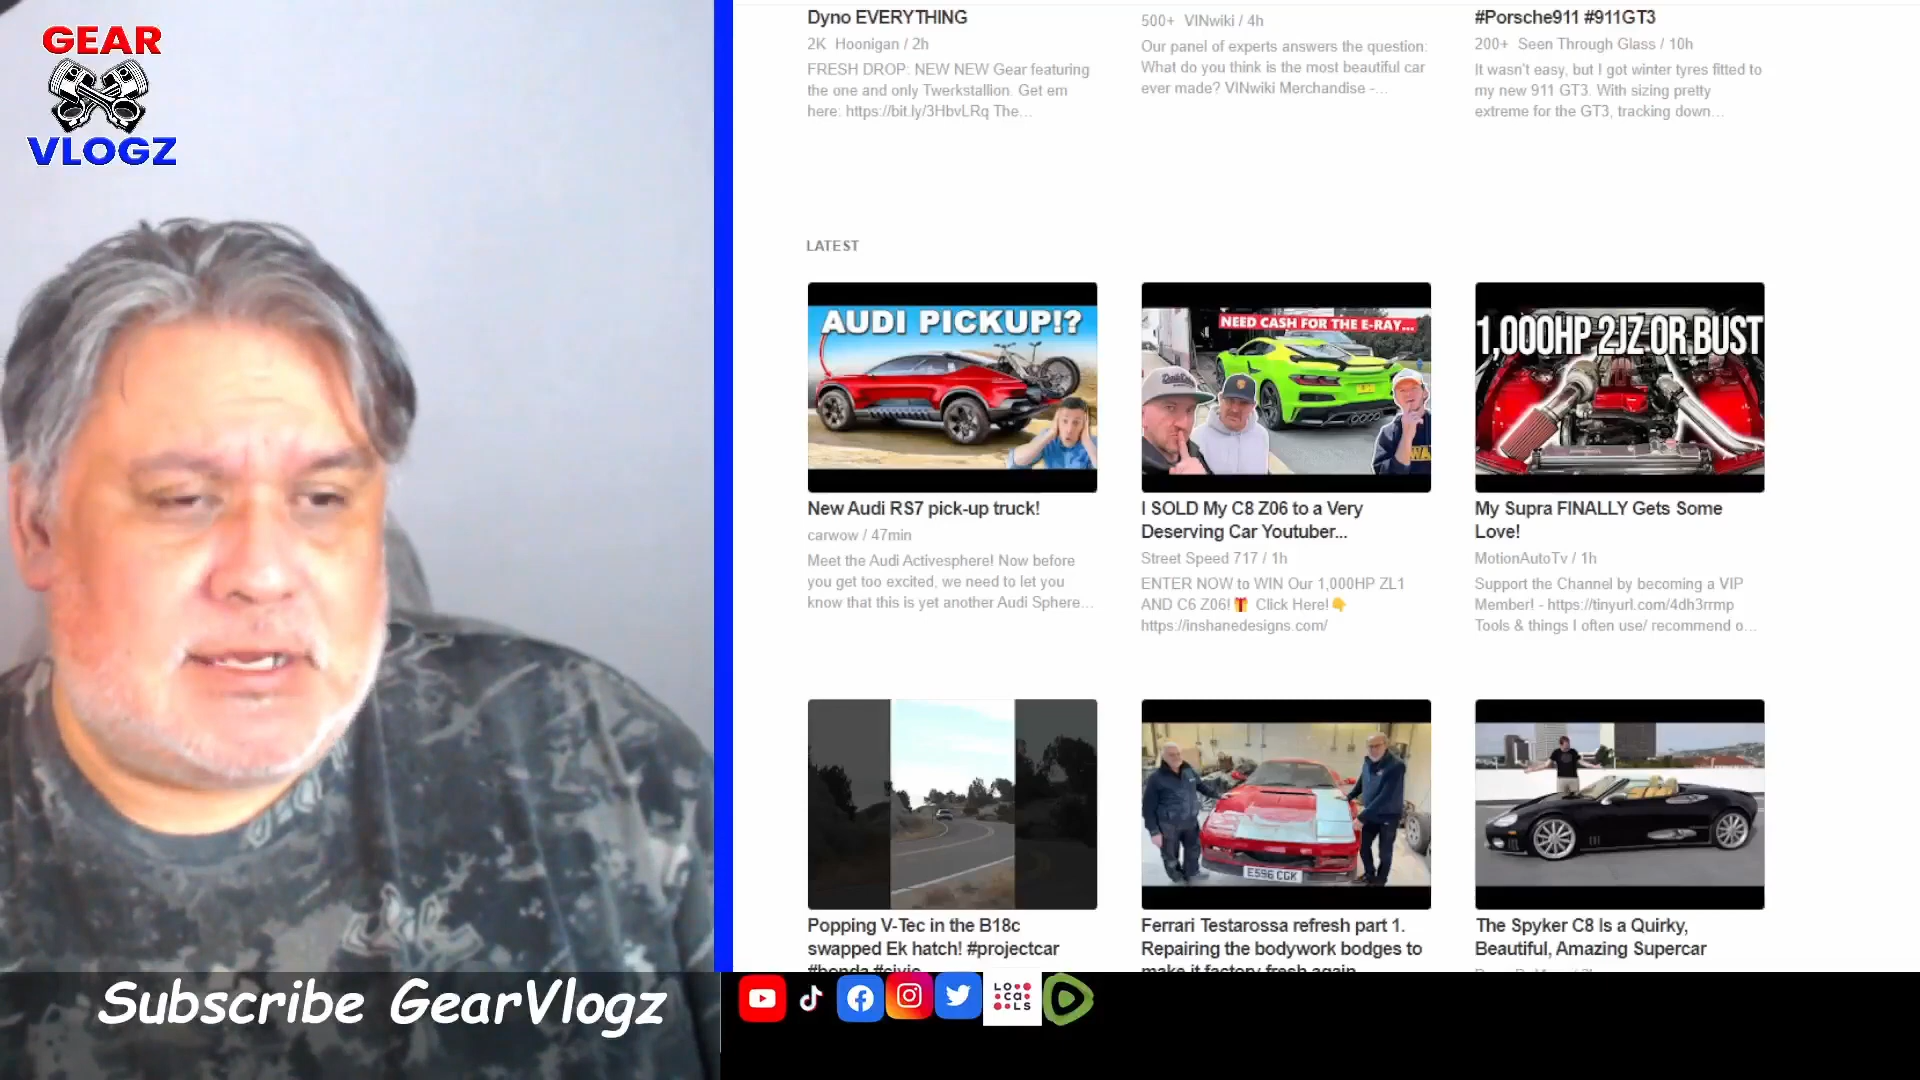 GEAR
VLOGZ
Dyno EVERYTHING
2K Hoonigan / 2h
FRESH DROP: NEW NEW Gear featuring
the one and only Twerkstallion. Get em
here: https://bit.ly/3HbvLRq The...
500+ VINwiki / 4h
Our panel of experts answers the question:
What do you think is the most beautiful car
ever made? VINwiki Merchandise -...
#Porsche911 #911GT3
200+ Seen Through Glass / 10h
It wasn't easy, but I got winter tyres fitted to
my new 911 GT3. With sizing pretty
extreme for the GT3, tracking down...
LATEST
AUDI PICKUP!?
New Audi RS7 pick-up truck!
carwow / 47min
Meet the Audi Activesphere! Now before
you get too excited, we need to let you
know that this is yet another Audi Sphere...
NEED CASH FOR THE E-RAY...
I SOLD My C8 Z06 to a Very
Deserving Car Youtuber...
Street Speed 717 / 1h
ENTER NOW to WIN Our 1,000HP ZL1
AND C6 Z06!🎁 Click Here!👇
https://inshanedesigns.com/
1,000HP 2JZ OR BUST
My Supra FINALLY Gets Some
Love!
MotionAutoTv / 1h
Support the Channel by becoming a VIP
Member! - https://tinyurl.com/4dh3rrmp
Tools & things I often use/ recommend o...
Popping V-Tec in the B18c
swapped Ek hatch! #projectcar
#honda #civic
E596 CGK
Ferrari Testarossa refresh part 1.
Repairing the bodywork bodges to
make it factory fresh again
The Spyker C8 Is a Quirky,
Beautiful, Amazing Supercar
Subscribe GearVlogz
LOCALS